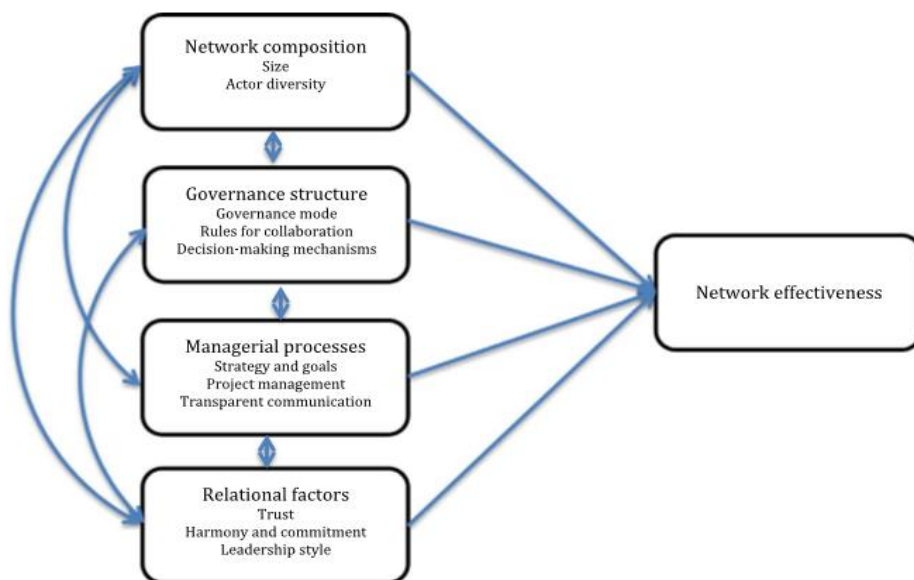 Network composition
Size
Actor diversity
Governance structure
Governance mode
Rules for collaboration
Decision-making mechanisms
Network effectiveness
Managerial processes
Strategy and goals
Project management
Transparent communication
Relational factors
Trust
Harmony and commitment
Leadership style